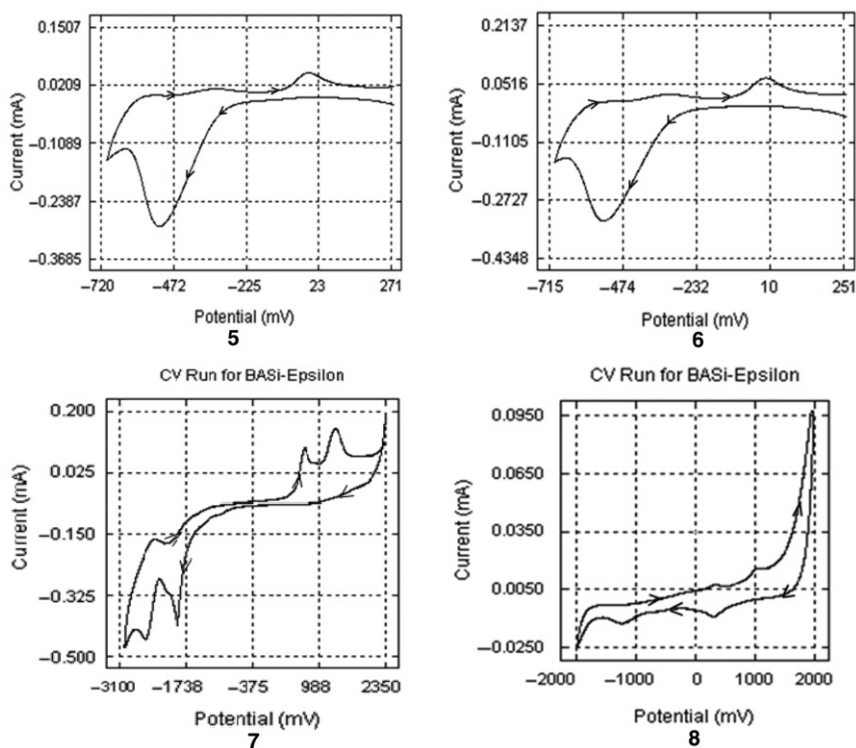 0.1507
0.0209
−0.1089
−0.2387
−0.3685
Current (mA)
−720 −472 −225 23 271
Potential (mV)
5
0.2137
0.0516
−0.1105
−0.2727
−0.4348
Current (mA)
−715 −474 −232 10 251
Potential (mV)
6
CV Run for BASi-Epsilon
0.200
0.025
−0.150
−0.325
−0.500
Current (mA)
−3100 −1738 −375 988 2350
Potential (mV)
7
CV Run for BASi-Epsilon
0.0950
0.0650
0.0350
0.0050
−0.0250
Current (mA)
−2000 −1000 0 1000 2000
Potential (mV)
8